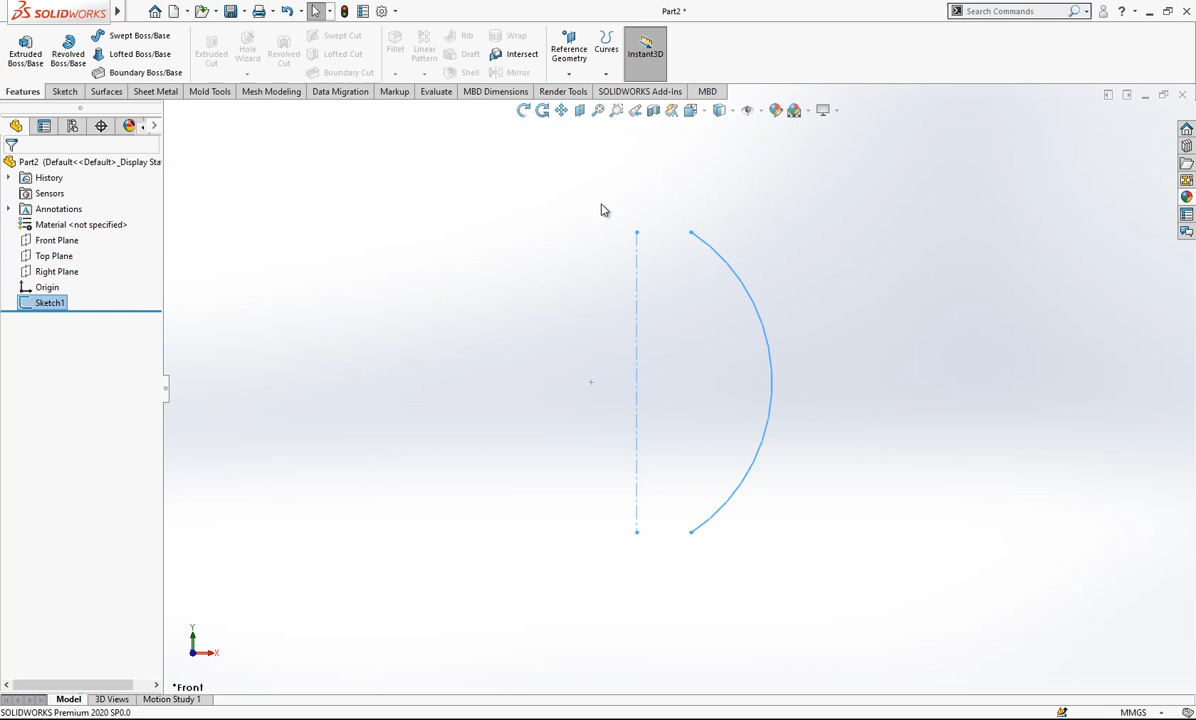 SOLIDWORKS
Part2 *
Search Commands
Extruded
Boss/Base
Revolved
Boss/Base
Swept Boss/Base
Lofted Boss/Base
Boundary Boss/Base
Extruded
Cut
Hole
Wizard
Revolved
Cut
Swept Cut
Lofted Cut
Boundary Cut
Fillet
Linear
Pattern
Rib
Draft
Shell
Wrap
Intersect
Mirror
Reference
Geometry
Curves
Instant3D
Features
Sketch
Surfaces
Sheet Metal
Mold Tools
Mesh Modeling
Data Migration
Markup
Evaluate
MBD Dimensions
Render Tools
SOLIDWORKS Add-Ins
MBD
Part2 (Default<<Default>_Display Sta
History
Sensors
Annotations
Material <not specified>
Front Plane
Top Plane
Right Plane
Origin
Sketch1
Y
X
*Front
Model
3D Views
Motion Study 1
SOLIDWORKS Premium 2020 SP0.0
MMGS